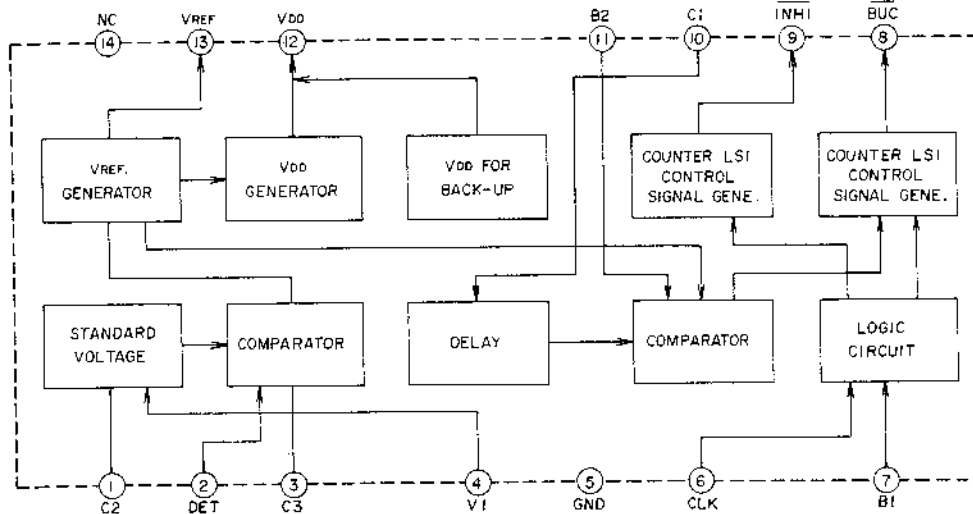 NC VREF VDD B2 C1 INH1 BUC
14 13 12 11 10 9 8
VREF.
GENERATOR
VDD
GENERATOR
VDD FOR
BACK-UP
COUNTER LSI
CONTROL
SIGNAL GENE.
COUNTER LSI
CONTROL
SIGNAL GENE.
STANDARD
VOLTAGE
COMPARATOR
DELAY
COMPARATOR
LOGIC
CIRCUIT
1 2 3 4 5 6 7
C2 DET C3 V1 GND CLK B1